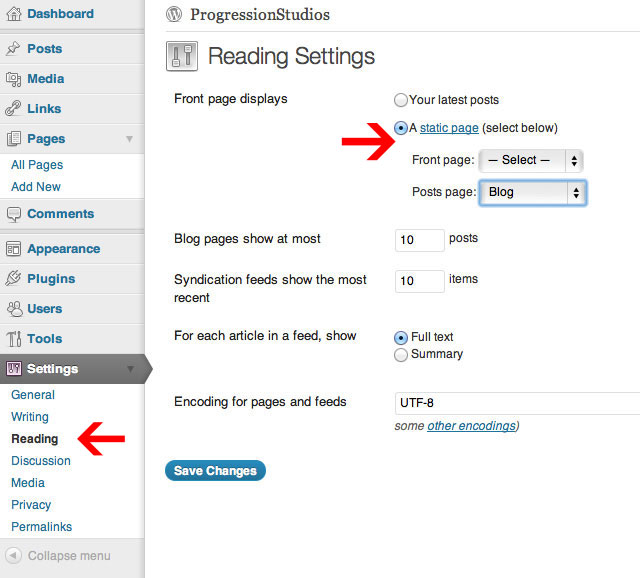 Dashboard
Posts
Media
Links
Pages
All Pages
Add New
Comments
Appearance
Plugins
Users
Tools
Settings
General
Writing
Reading
Discussion
Media
Privacy
Permalinks
Collapse menu
ProgressionStudios
Reading Settings
Front page displays
Your latest posts
A static page (select below)
Front page: — Select —
Posts page: Blog
Blog pages show at most 10 posts
Syndication feeds show the most 10 items
recent
For each article in a feed, show Full text
Summary
Encoding for pages and feeds UTF-8
some other encodings)
Save Changes